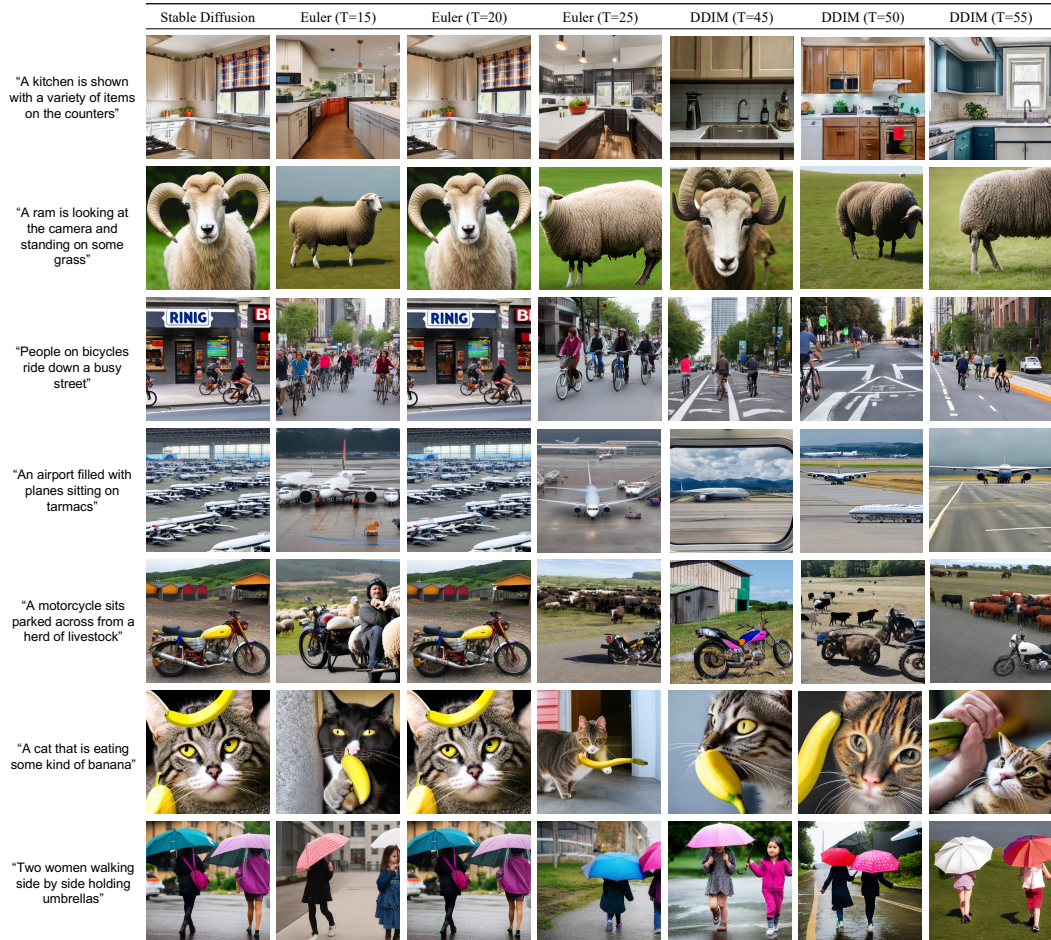 Stable Diffusion Euler (T=15) Euler (T=20) Euler (T=25) DDIM (T=45) DDIM (T=50) DDIM (T=55)
“A kitchen is shown
with a variety of items
on the counters”
“A ram is looking at
the camera and
standing on some
grass”
RINIG B RINIG BI
“People on bicycles
ride down a busy
street”
“An airport filled with
planes sitting on
tarmacs”
“A motorcycle sits
parked across from a
herd of livestock”
“A cat that is eating
some kind of banana”
“Two women walking
side by side holding
umbrellas”